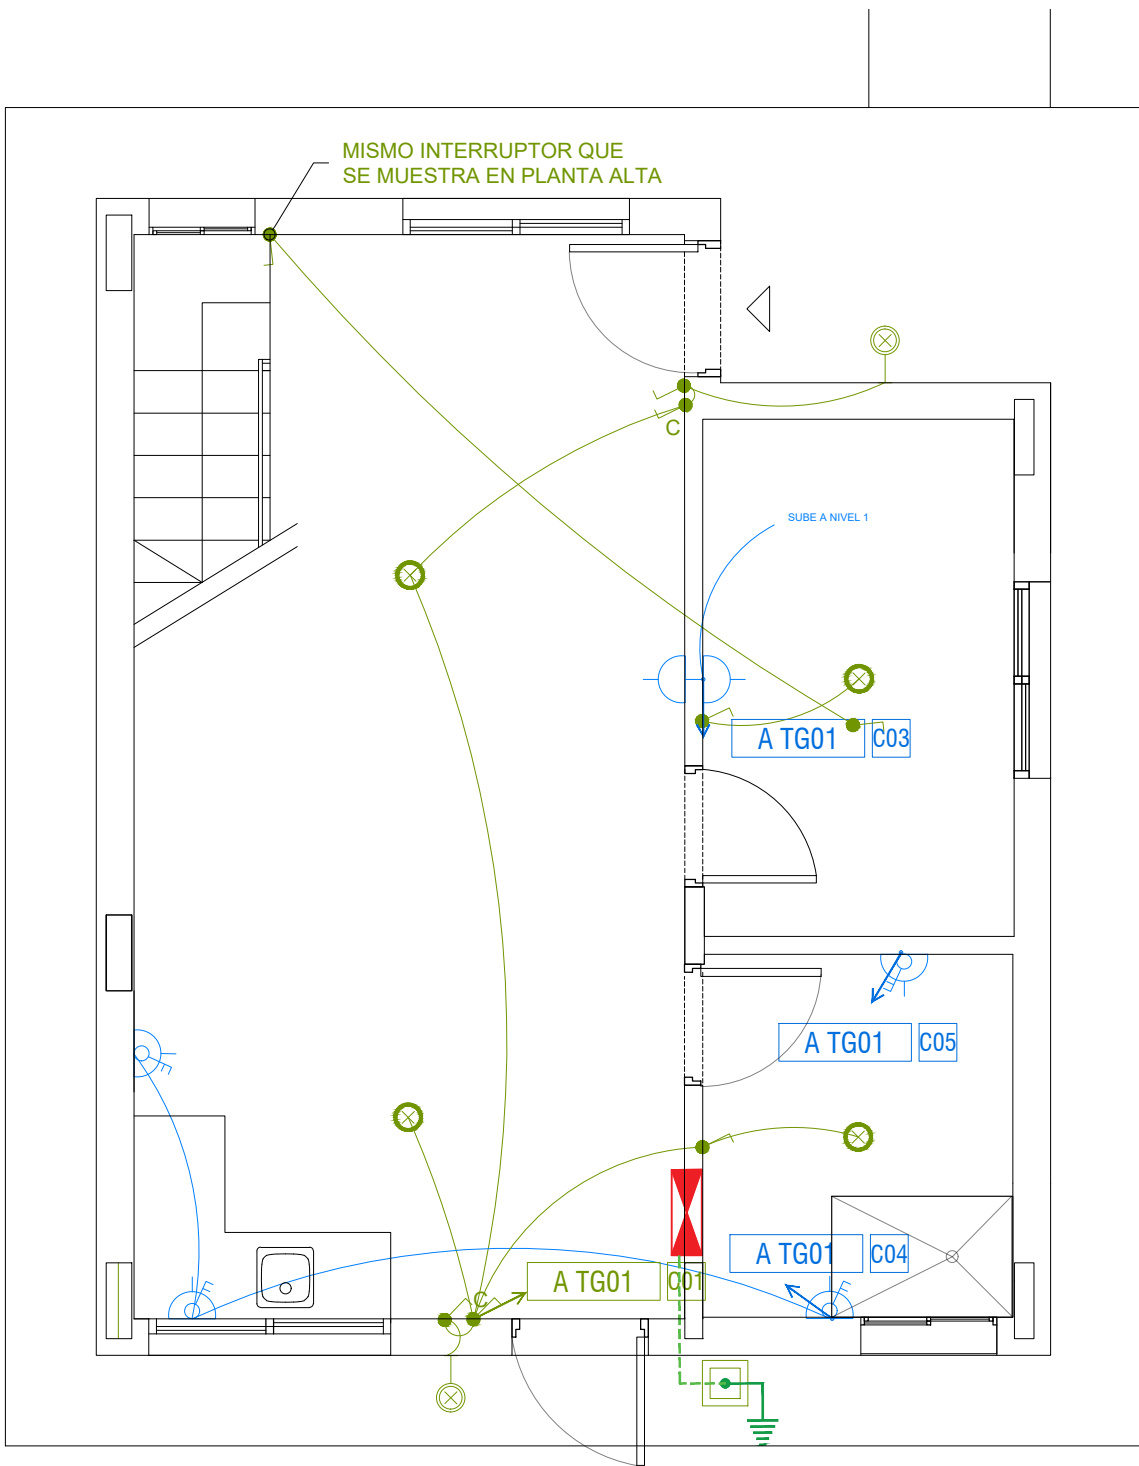 MISMO INTERRUPTOR QUE
SE MUESTRA EN PLANTA ALTA
C
SUBE A NIVEL 1
A TG01 C03
A TG01 C05
F
F
A TG01 C04
F
C
A TG01 C01